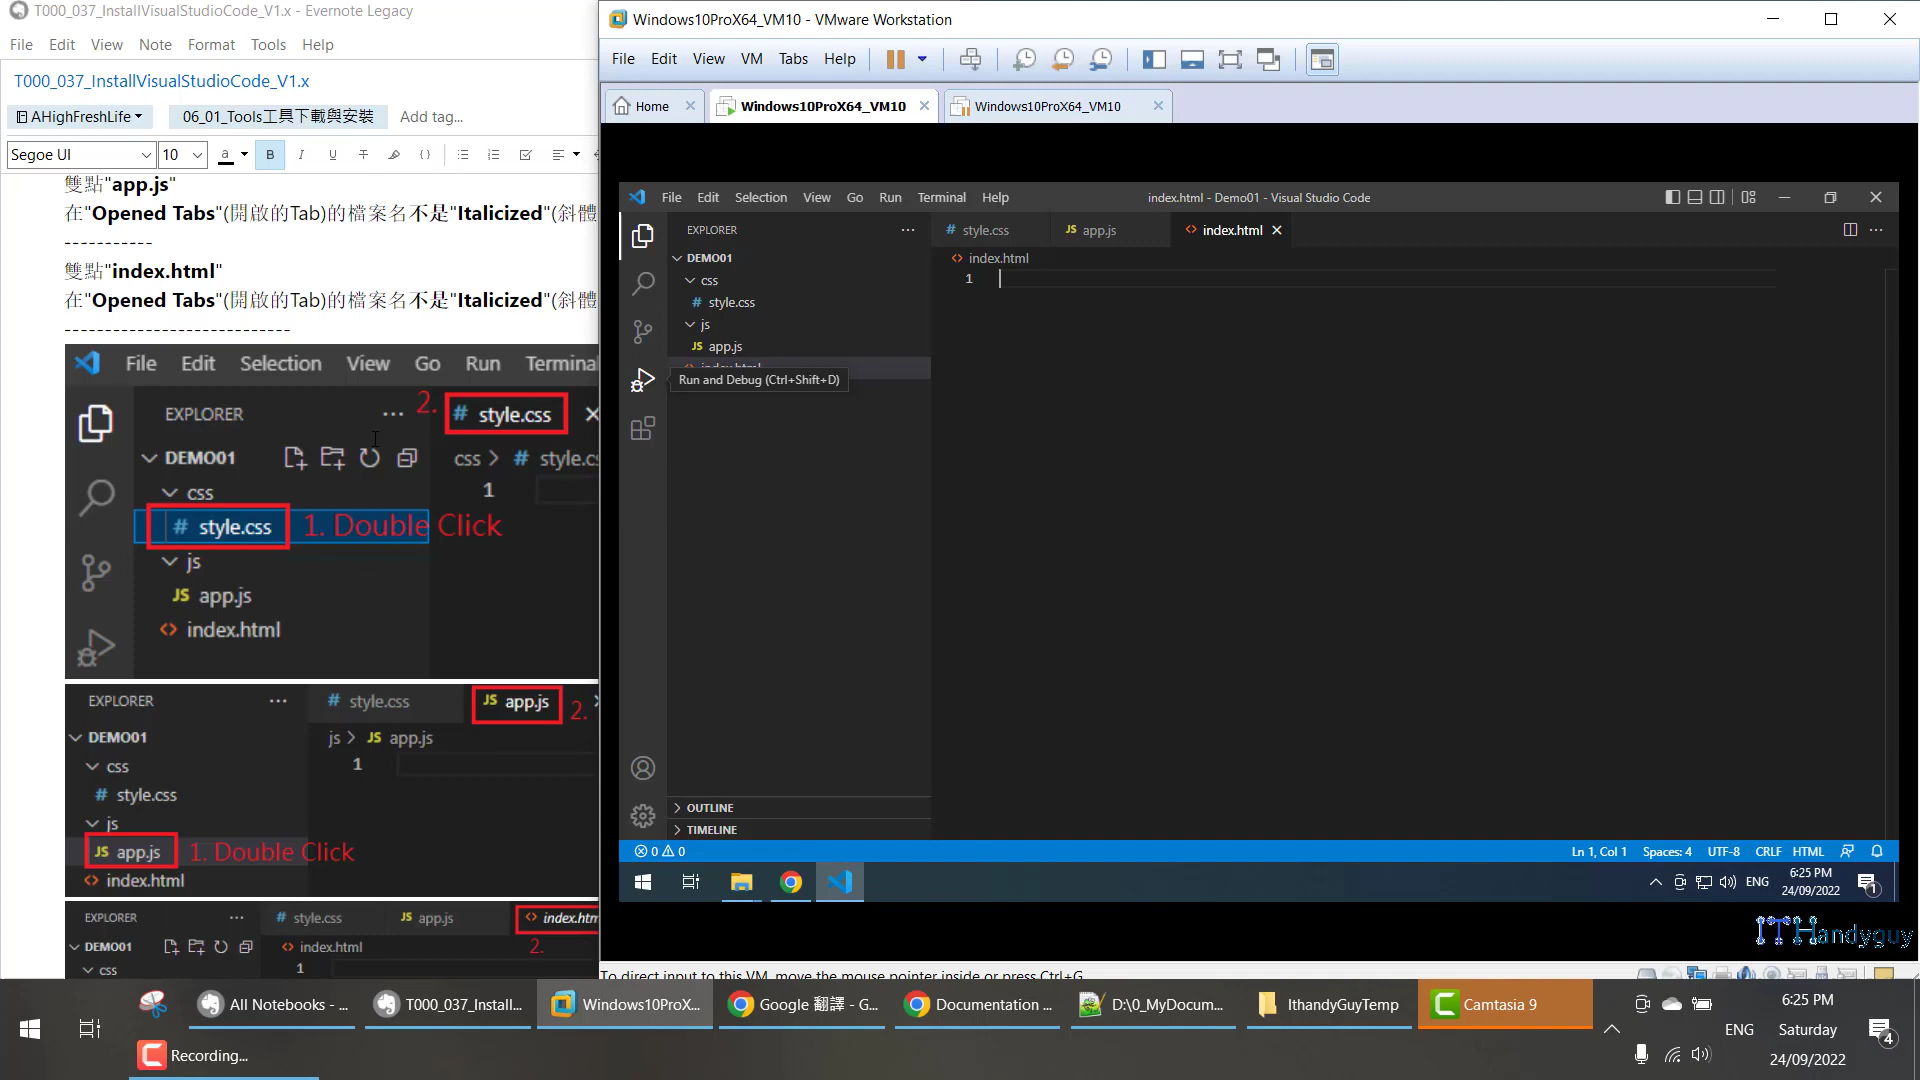 T000_037_InstallVisualStudioCode_V1.x - Evernote Legacy
File Edit View Note Format Tools Help
T000_037_InstallVisualStudioCode_V1.x
AHighFreshLife 06_01_Tools工具下載與安裝 Add tag...
Segoe UI 10 a B I U T
雙點"app.js"
在"Opened Tabs"(開啟的Tab)的檔案名不是"Italicized"(斜體
-----------
雙點"index.html"
在"Opened Tabs"(開啟的Tab)的檔案名不是"Italicized"(斜體
----------------------------
File Edit Selection View Go Run Terminal
EXPLORER ... 2. # style.css
DEMO01 css > # style.cs
css 1
# style.css 1. Double Click
js
JS app.js
index.html
EXPLORER ... # style.css JS app.js 2.
DEMO01 js > JS app.js
css 1
# style.css
js
JS app.js 1. Double Click
index.html
EXPLORER ... # style.css JS app.js index.htm
DEMO01 index.html 2.
css 1
Windows10ProX64_VM10 - VMware Workstation
File Edit View VM Tabs Help
Home Windows10ProX64_VM10 Windows10ProX64_VM10
File Edit Selection View Go Run Terminal Help index.html - Demo01 - Visual Studio Code
EXPLORER ... # style.css JS app.js index.html
DEMO01 index.html
css 1
# style.css
js
JS app.js
Run and Debug (Ctrl+Shift+D)
OUTLINE
TIMELINE
0 0 Ln 1, Col 1 Spaces: 4 UTF-8 CRLF HTML
ENG 6:25 PM
24/09/2022 1
ITHandyguy
To direct input to this VM, move the mouse pointer inside or press Ctrl+G.
All Notebooks - ... T000_037_Install... Windows10ProX... Google 翻譯 - G... Documentation ... D:\0_MyDocum... IthandyGuyTemp Camtasia 9
Recording...
ENG
6:25 PM
Saturday
24/09/2022
4